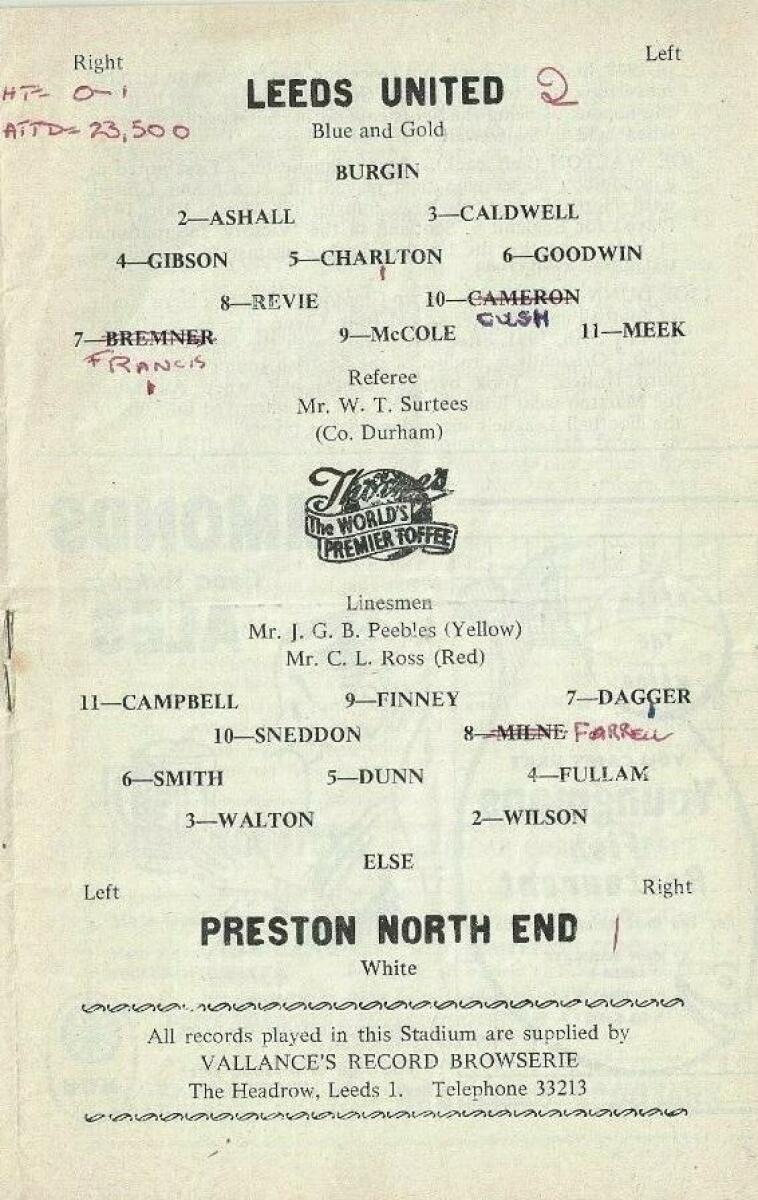 Right Left
HT= 0-1
LEEDS UNITED 2
ATTD= 23,500
Blue and Gold
BURGIN
2—ASHALL 3—CALDWELL
4—GIBSON 5—CHARLTON 6—GOODWIN
8—REVIE 10—CAMERON
CUSH
7—BREMNER 9—McCOLE 11—MEEK
FRANCIS
Referee
Mr. W. T. Surtees
(Co. Durham)
Thorne's
The WORLD'S
PREMIER TOFFEE
Linesmen
Mr. J. G. B. Peebles (Yellow)
Mr. C. L. Ross (Red)
11—CAMPBELL 9—FINNEY 7—DAGGER
10—SNEDDON 8—MILNE FARRELL
6—SMITH 5—DUNN 4—FULLAM
3—WALTON 2—WILSON
ELSE
Left Right
PRESTON NORTH END 1
White
All records played in this Stadium are supplied by
VALLANCE'S RECORD BROWSERIE
The Headrow, Leeds 1. Telephone 33213